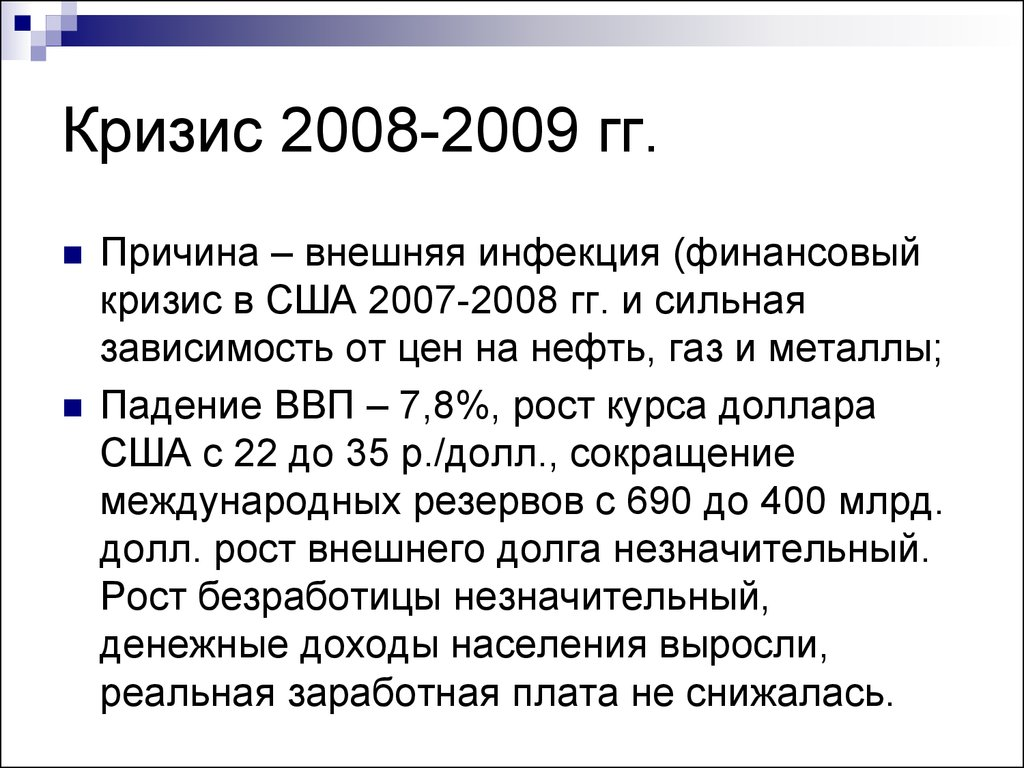 Кризис 2008-2009 гг.
Причина – внешняя инфекция (финансовый
кризис в США 2007-2008 гг. и сильная
зависимость от цен на нефть, газ и металлы;
Падение ВВП – 7,8%, рост курса доллара
США с 22 до 35 р./долл., сокращение
международных резервов с 690 до 400 млрд.
долл. рост внешнего долга незначительный.
Рост безработицы незначительный,
денежные доходы населения выросли,
реальная заработная плата не снижалась.